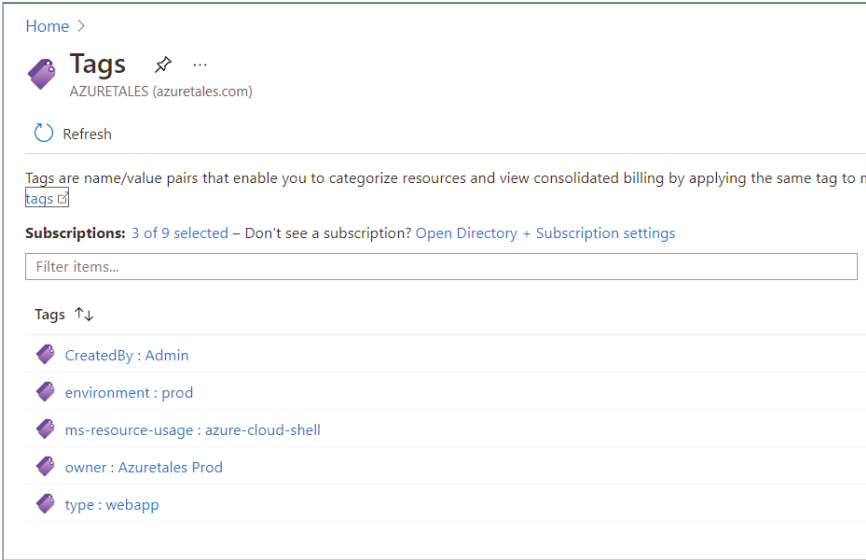 Home >
Tags ...
AZURETALES (azuretales.com)
Refresh
Tags are name/value pairs that enable you to categorize resources and view consolidated billing by applying the same tag to
tags
Subscriptions: 3 of 9 selected – Don't see a subscription? Open Directory + Subscription settings
Filter items...
Tags ↑↓
CreatedBy : Admin
environment : prod
ms-resource-usage : azure-cloud-shell
owner : Azuretales Prod
type : webapp